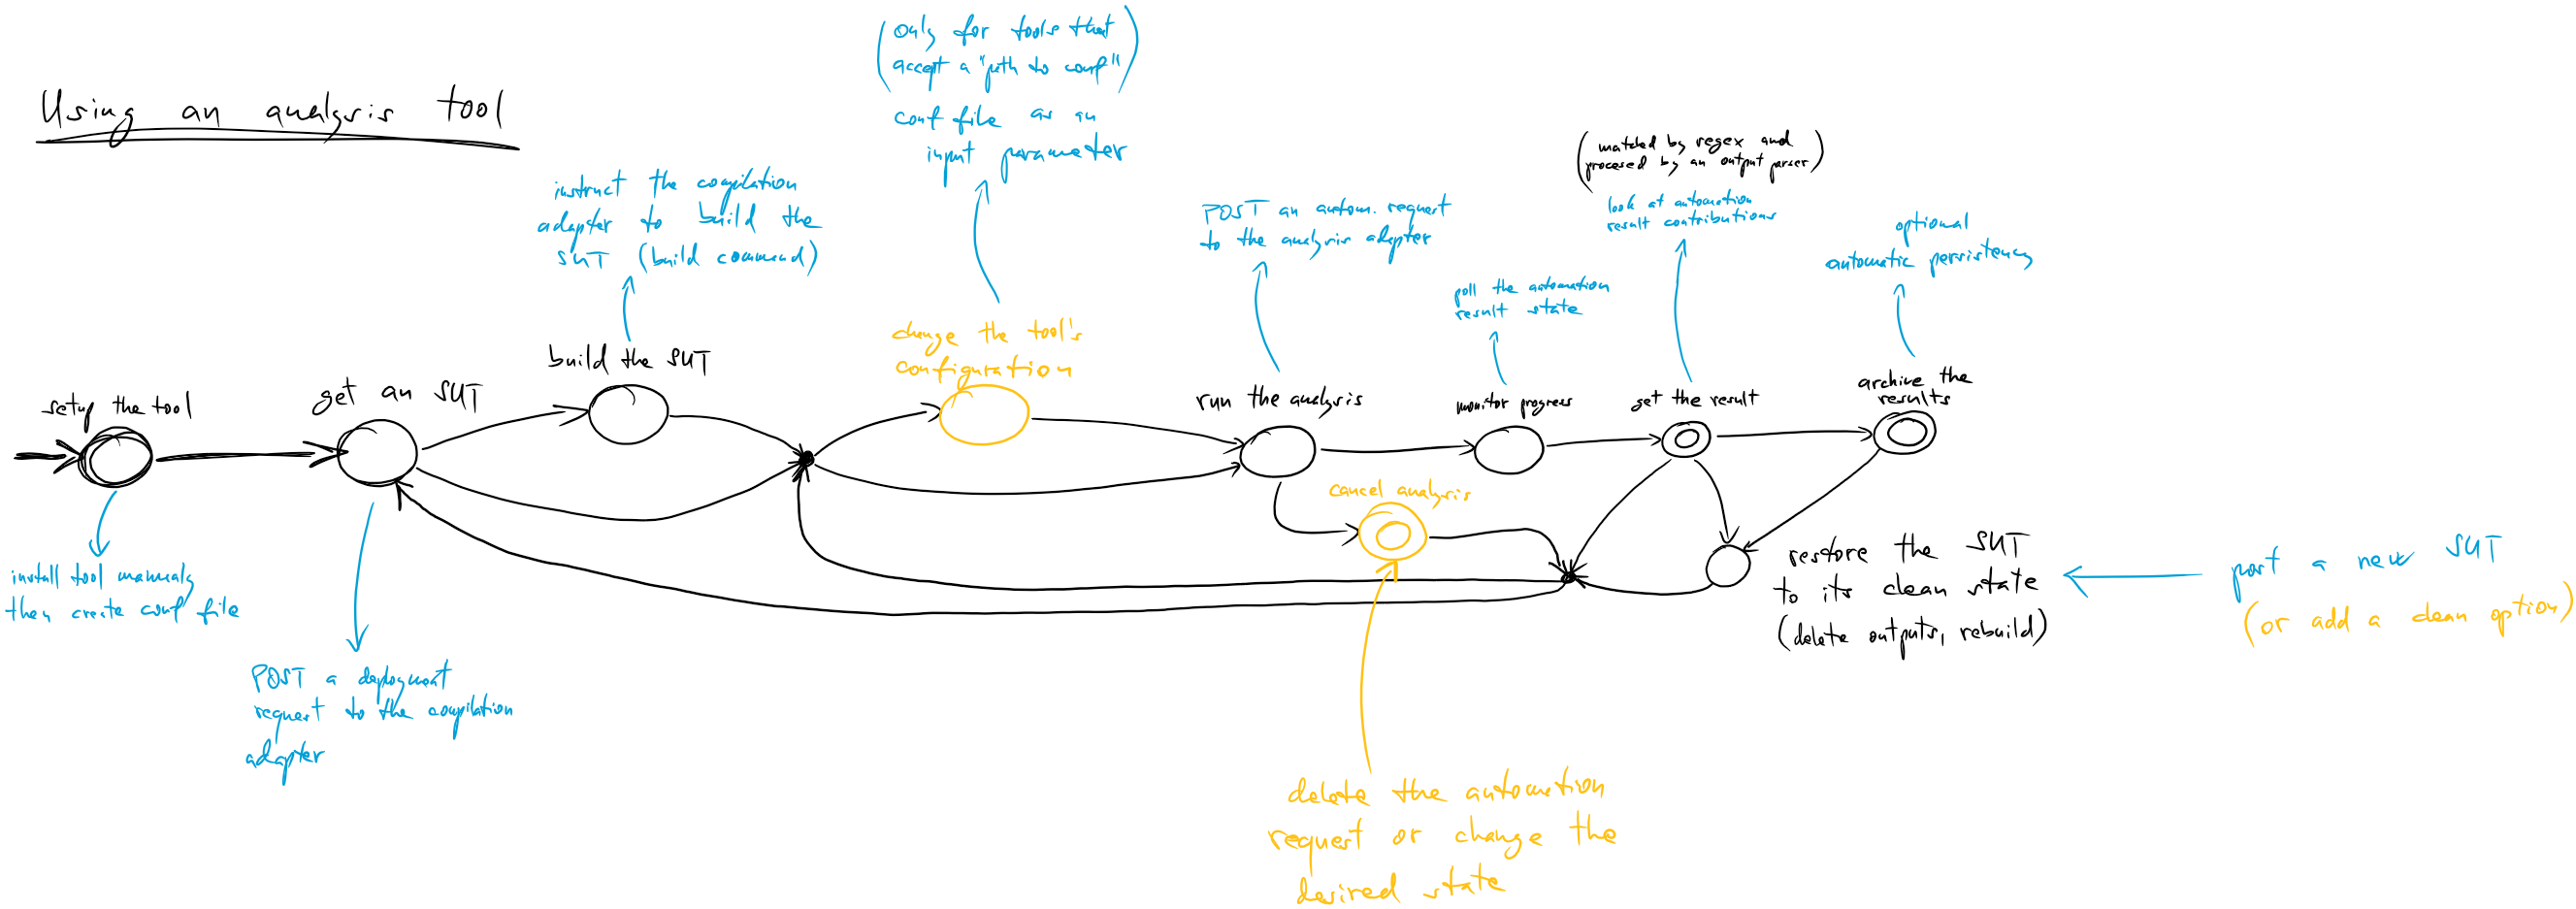 Using an analysis tool
(only for tools that
accept a "path to conf")
conf file as an
input parameter
instruct the compilation
adapter to build the
SUT (build command)
POST an autom. request
to the analysis adapter
(matched by regex and
processed by an output parser)
look at automation
result contributions
optional
automatic persistency
poll the automation
result state
setup the tool
get an SUT
build the SUT
change the tool's
configuration
run the analysis
monitor progress
get the result
archive the
results
cancel analysis
install tool manualy
then create conf file
POST a deployment
request to the compilation
adapter
restore the SUT
to its clean state
(delete outputs, rebuild)
post a new SUT
(or add a clean option)
delete the automation
request or change the
desired state